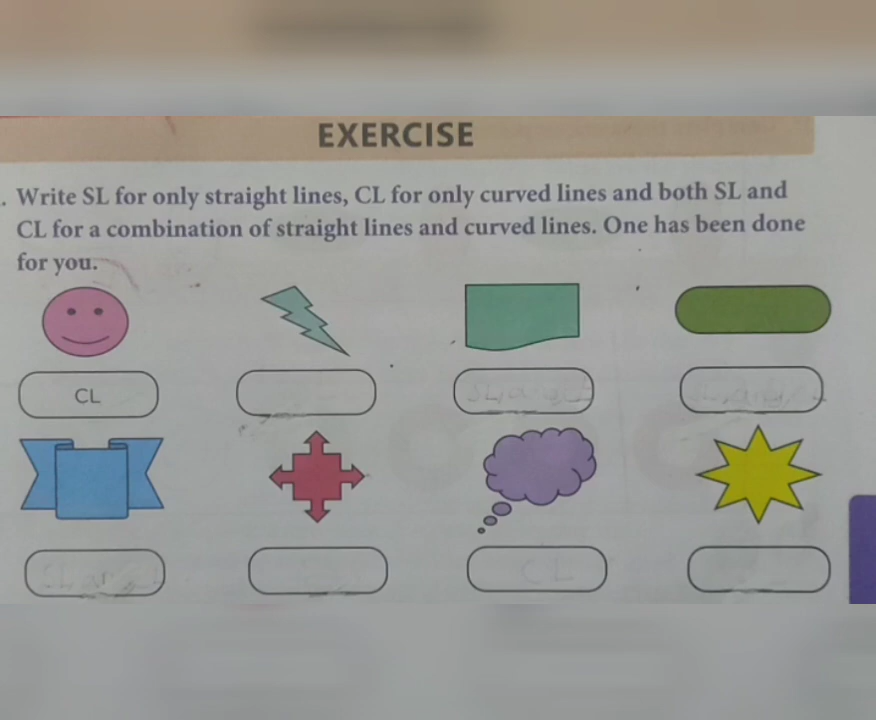 EXERCISE
. Write SL for only straight lines, CL for only curved lines and both SL and
CL for a combination of straight lines and curved lines. One has been done
for you.
CL
CL